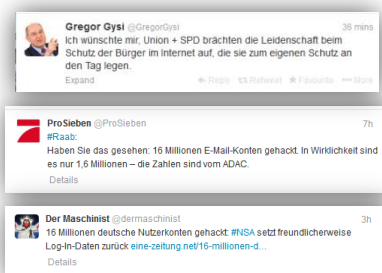 Gregor Gysi @GregorGysi 36 mins
Ich wünschte mir, Union + SPD brächten die Leidenschaft beim
Schutz der Bürger im Internet auf, die sie zum eigenen Schutz an
den Tag legen.
Expand Reply Retweet Favourite More
ProSieben @ProSieben 7h
#Raab:
Haben Sie das gesehen: 16 Millionen E-Mail-Konten gehackt. In Wirklichkeit sind
es nur 1,6 Millionen – die Zahlen sind vom ADAC.
Details
Der Maschinist @dermaschinist 3h
16 Millionen deutsche Nutzerkonten gehackt: #NSA setzt freundlicherweise
Log-In-Daten zurück eine-zeitung.net/16-millionen-d...
Details